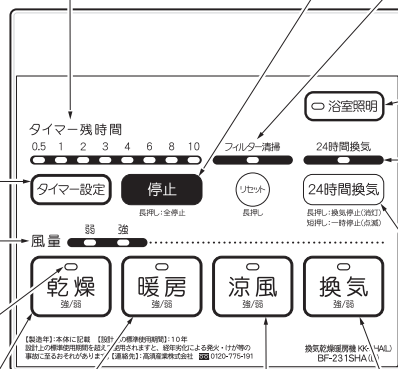 浴室照明
タイマー残時間
0.5 1 2 3 4 6 8 10
フィルター清掃
24時間換気
タイマー設定
停止
リセット
24時間換気
長押し:全停止
長押し
長押し:換気停止(消灯)
短押し:一時停止(点滅)
弱 強
風量
乾燥
強/弱
暖房
強/弱
涼風
強/弱
換気
強/弱
【製造年】:本体に記載 【設計上の標準使用期間】:10年
設計上の標準使用期間を超えて使用されますと、経年劣化による発火・けが等の
事故に至るおそれがあります。【連絡先】:高須産業株式会社 0120-775-191
換気乾燥暖房機 KK-
BF-231SHA